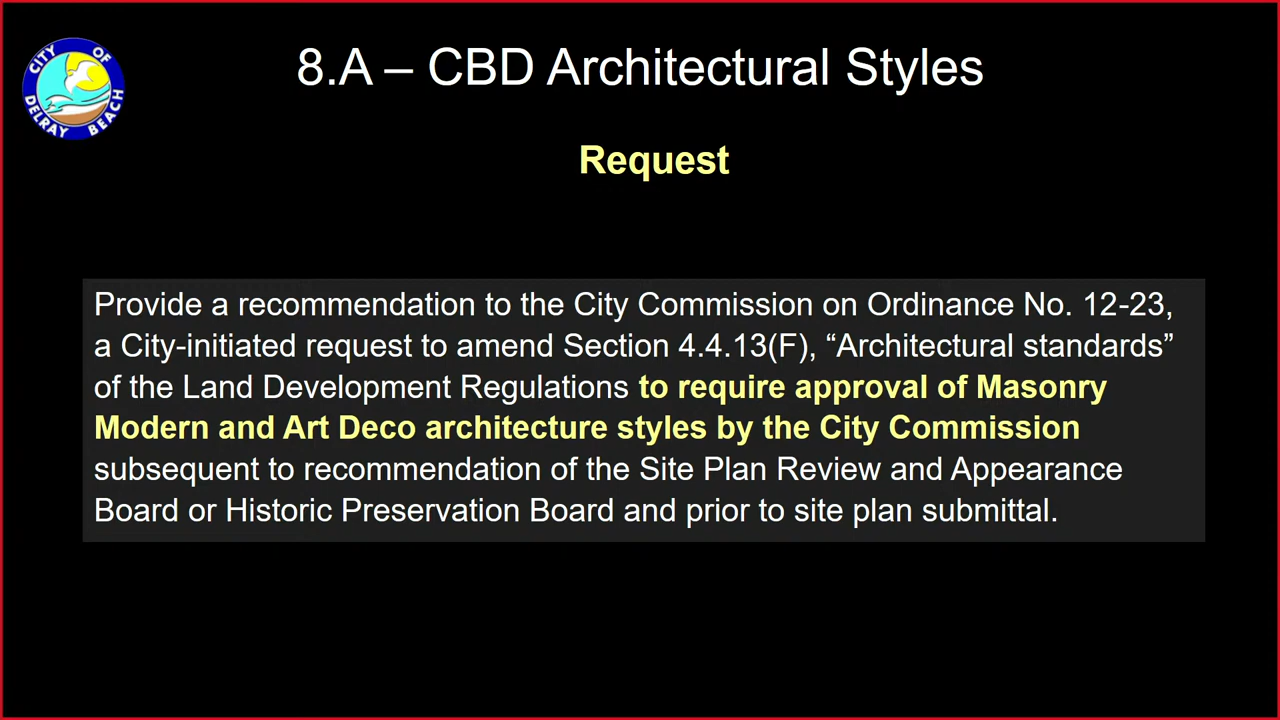 CITY OF
DELRAY BEACH
8.A – CBD Architectural Styles
Request
Provide a recommendation to the City Commission on Ordinance No. 12-23,
a City-initiated request to amend Section 4.4.13(F), “Architectural standards”
of the Land Development Regulations to require approval of Masonry
Modern and Art Deco architecture styles by the City Commission
subsequent to recommendation of the Site Plan Review and Appearance
Board or Historic Preservation Board and prior to site plan submittal.